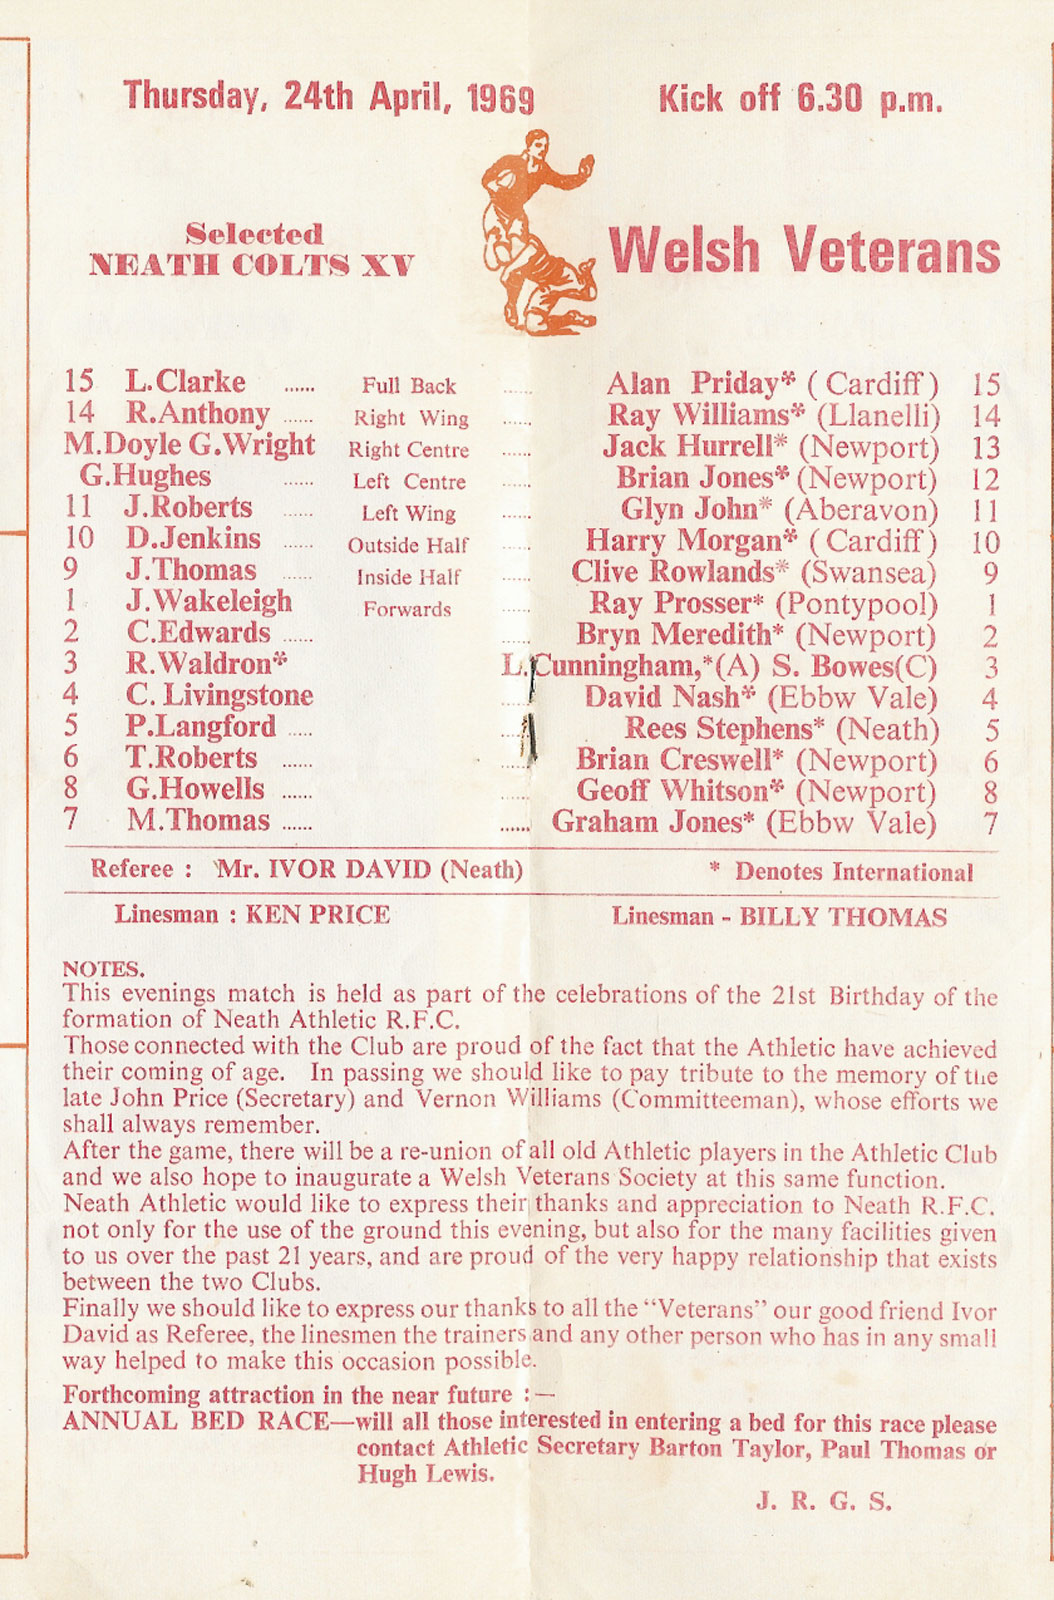 Thursday, 24th April, 1969 Kick off 6.30 p.m.
Selected
NEATH COLTS XV Welsh Veterans
15 L.Clarke ...... Full Back ...... Alan Priday* (Cardiff) 15
14 R.Anthony ...... Right Wing ...... Ray Williams* (Llanelli) 14
M.Doyle G.Wright Right Centre ...... Jack Hurrell* (Newport) 13
G.Hughes ...... Left Centre ...... Brian Jones* (Newport) 12
11 J.Roberts ...... Left Wing ...... Glyn John* (Aberavon) 11
10 D.Jenkins ...... Outside Half ...... Harry Morgan* (Cardiff) 10
9 J.Thomas ...... Inside Half ...... Clive Rowlands* (Swansea) 9
1 J.Wakeleigh Forwards ...... Ray Prosser* (Pontypool) 1
2 C.Edwards ...... ...... Bryn Meredith* (Newport) 2
3 R.Waldron* L.Cunningham,*(A) S. Bowes(C) 3
4 C. Livingstone ...... David Nash* (Ebbw Vale) 4
5 P.Langford ..... ...... Rees Stephens* (Neath) 5
6 T.Roberts ...... ...... Brian Creswell* (Newport) 6
8 G.Howells ...... ...... Geoff Whitson* (Newport) 8
7 M.Thomas ...... ...... Graham Jones* (Ebbw Vale) 7
Referee : Mr. IVOR DAVID (Neath) * Denotes International
Linesman : KEN PRICE Linesman - BILLY THOMAS
NOTES.
This evenings match is held as part of the celebrations of the 21st Birthday of the
formation of Neath Athletic R.F.C.
Those connected with the Club are proud of the fact that the Athletic have achieved
their coming of age. In passing we should like to pay tribute to the memory of the
late John Price (Secretary) and Vernon Williams (Committeeman), whose efforts we
shall always remember.
After the game, there will be a re-union of all old Athletic players in the Athletic Club
and we also hope to inaugurate a Welsh Veterans Society at this same function.
Neath Athletic would like to express their thanks and appreciation to Neath R.F.C.
not only for the use of the ground this evening, but also for the many facilities given
to us over the past 21 years, and are proud of the very happy relationship that exists
between the two Clubs.
Finally we should like to express our thanks to all the "Veterans" our good friend Ivor
David as Referee, the linesmen the trainers and any other person who has in any small
way helped to make this occasion possible.
Forthcoming attraction in the near future :—
ANNUAL BED RACE—will all those interested in entering a bed for this race please
contact Athletic Secretary Barton Taylor, Paul Thomas or
Hugh Lewis.
J. R. G. S.